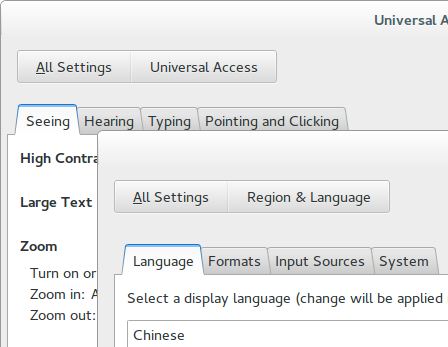 Universal A
All Settings Universal Access
Seeing Hearing Typing Pointing and Clicking
High Contra
Large Text
Zoom
Turn on or
Zoom in:
Zoom out:
All Settings Region & Language
Language Formats Input Sources System
Select a display language (change will be applied
Chinese